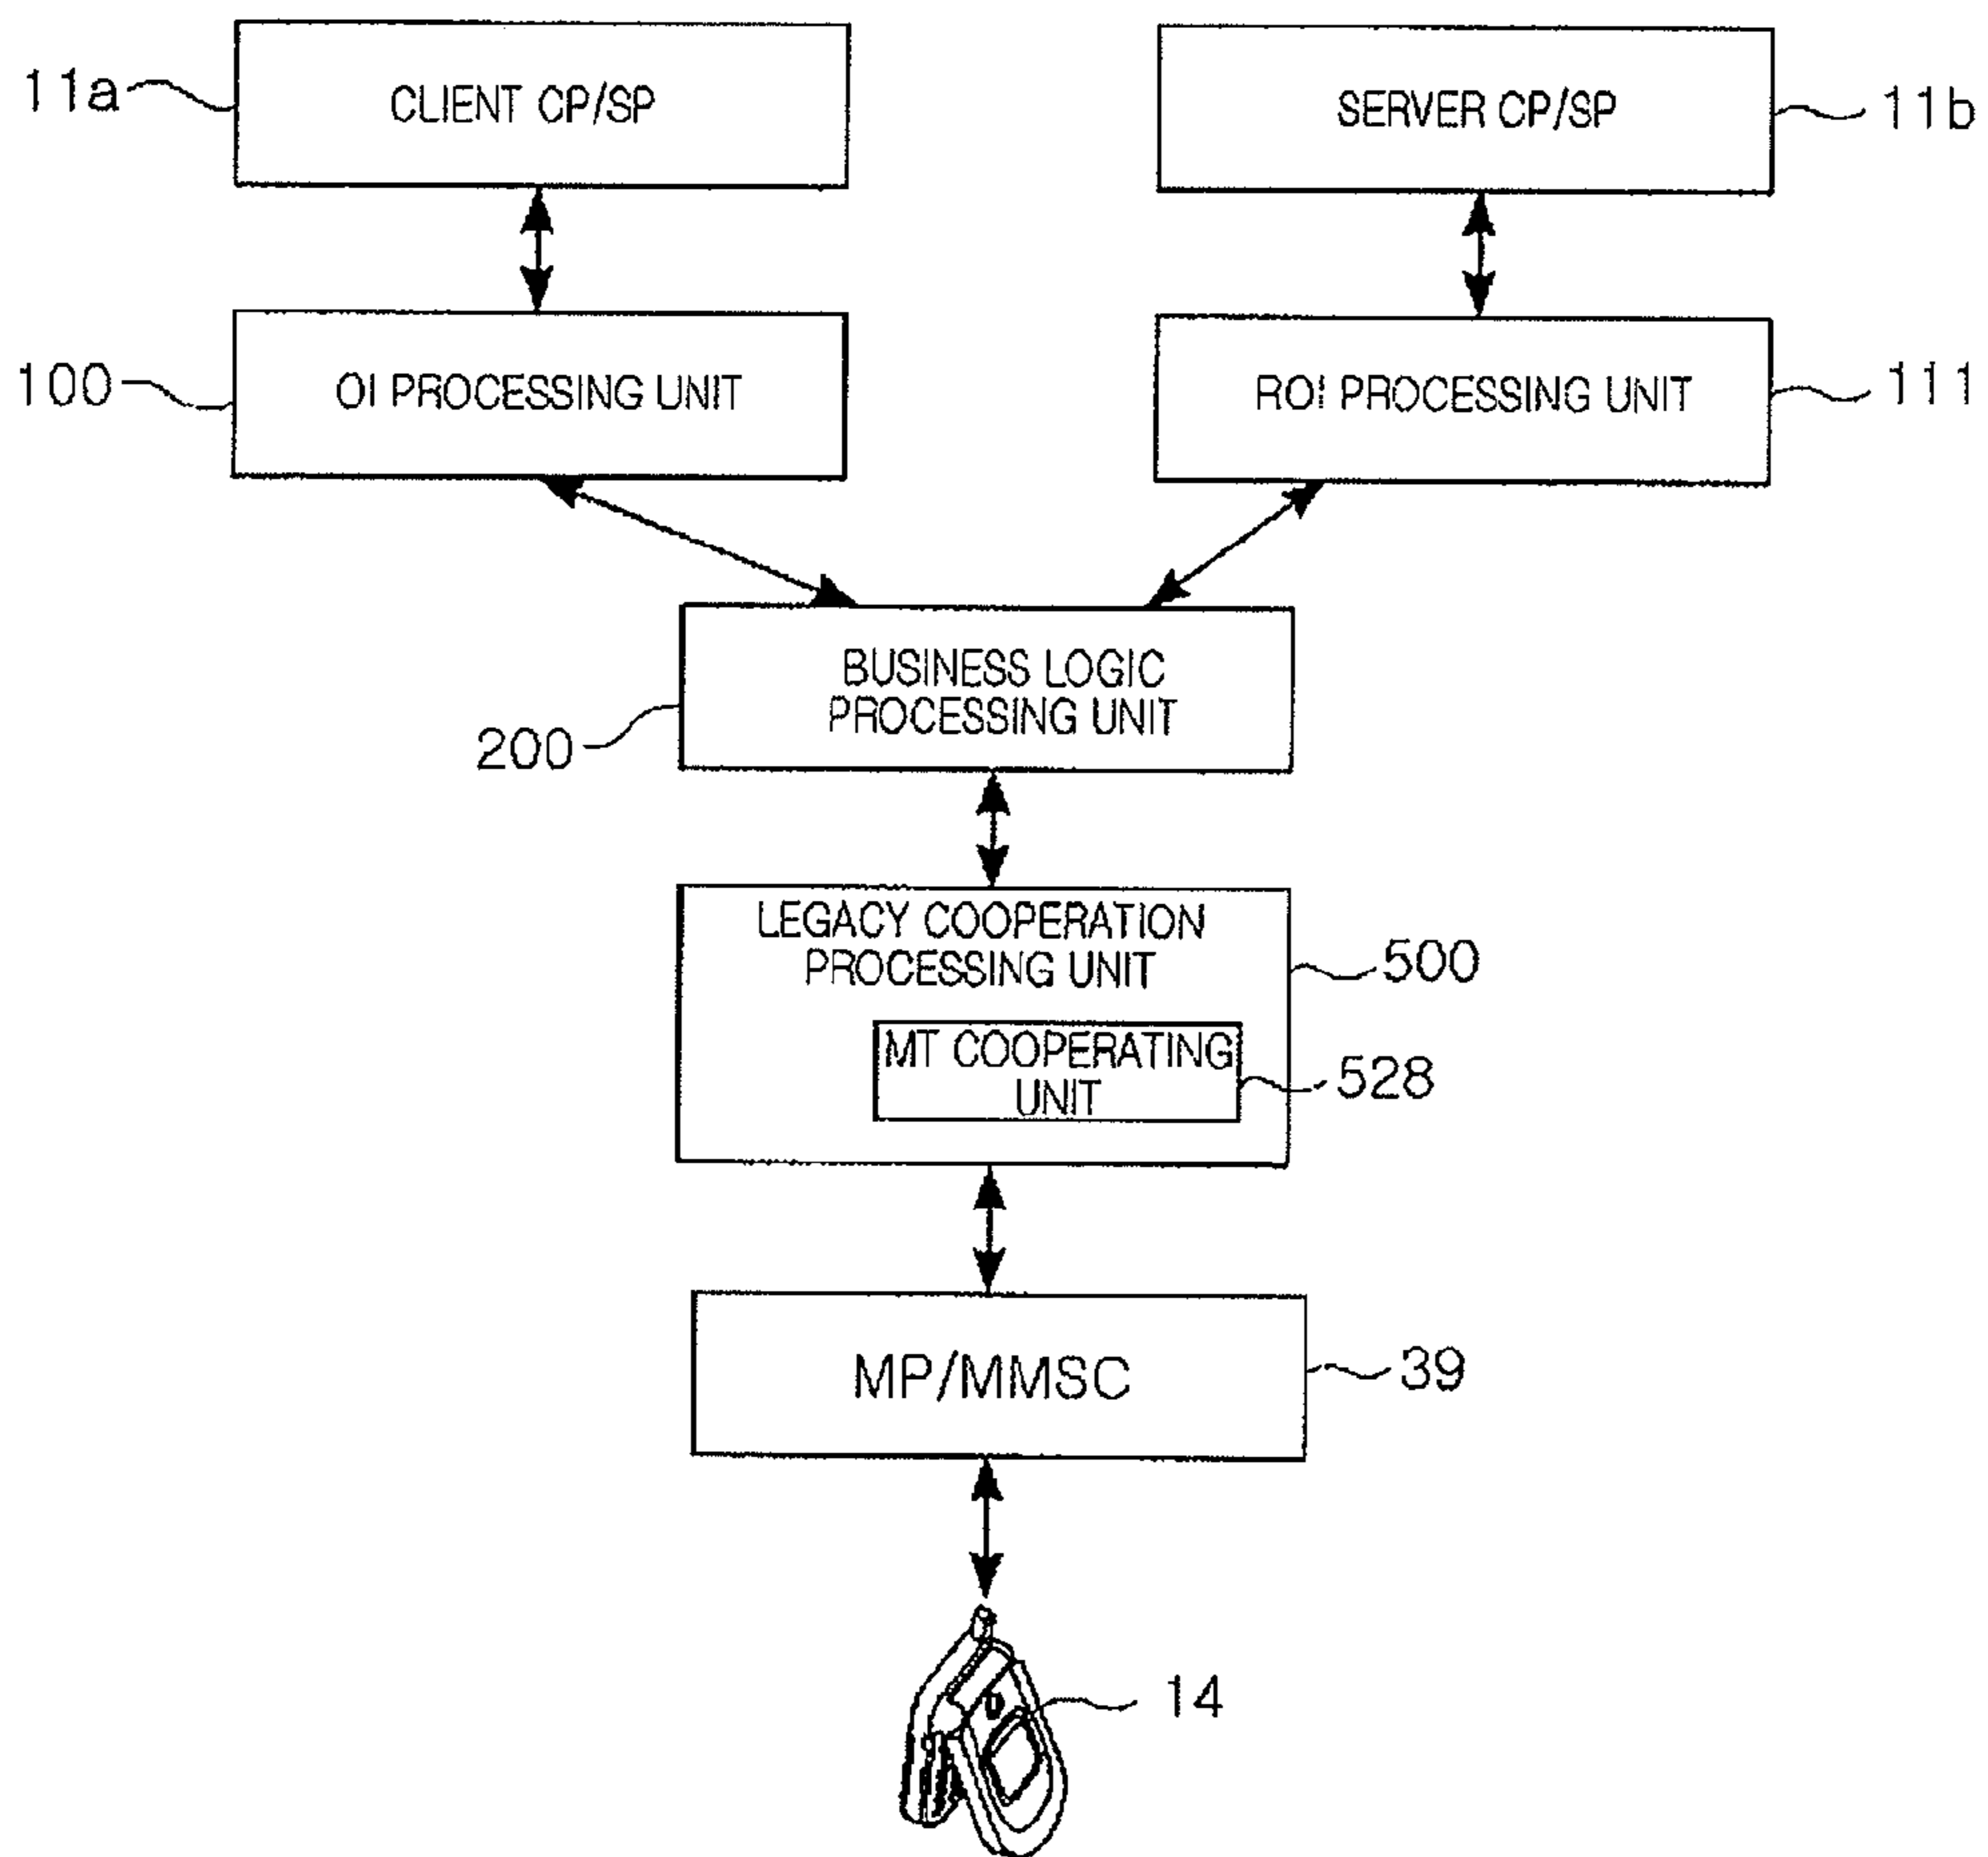 11a
CLIENT CP/SP
SERVER CP/SP
11b
100
OI PROCESSING UNIT
ROI PROCESSING UNIT
111
BUSINESS LOGIC
PROCESSING UNIT
200
LEGACY COOPERATION
PROCESSING UNIT
500
MT COOPERATING
UNIT
528
MP/MMSC
39
14